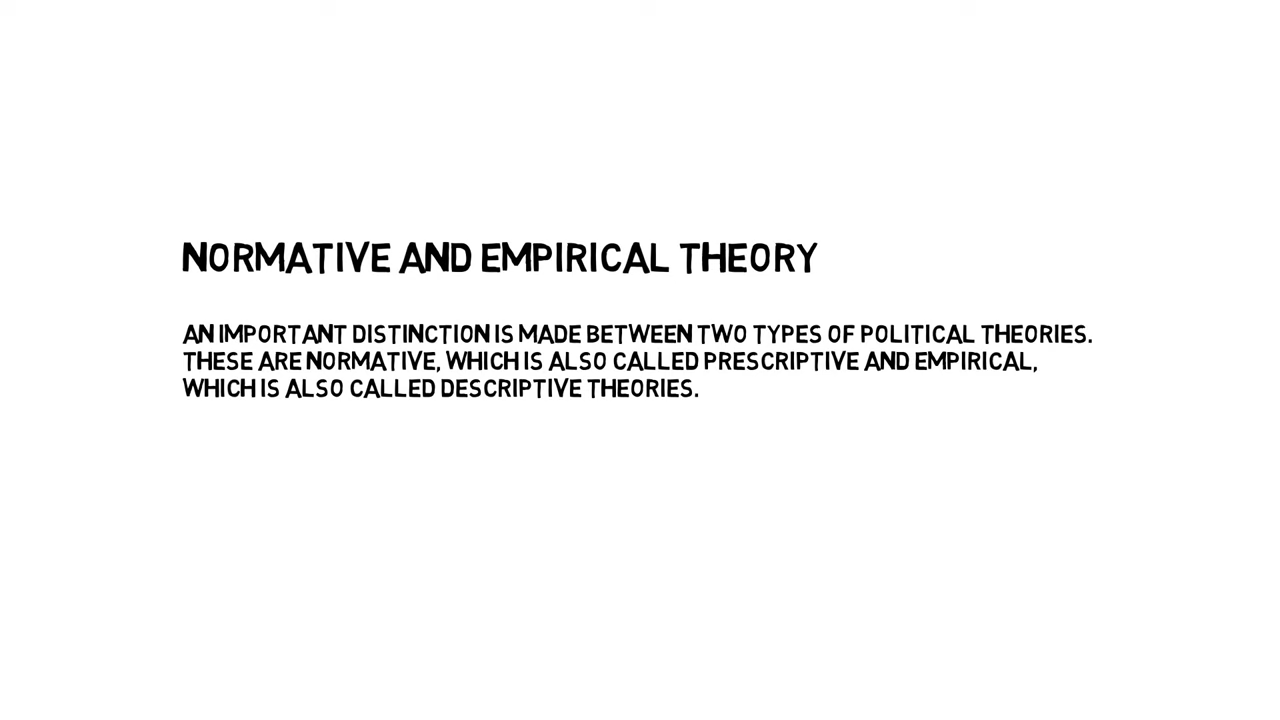 NORMATIVE AND EMPIRICAL THEORY
AN IMPORTANT DISTINCTION IS MADE BETWEEN TWO TYPES OF POLITICAL THEORIES.
THESE ARE NORMATIVE, WHICH IS ALSO CALLED PRESCRIPTIVE AND EMPIRICAL,
WHICH IS ALSO CALLED DESCRIPTIVE THEORIES.